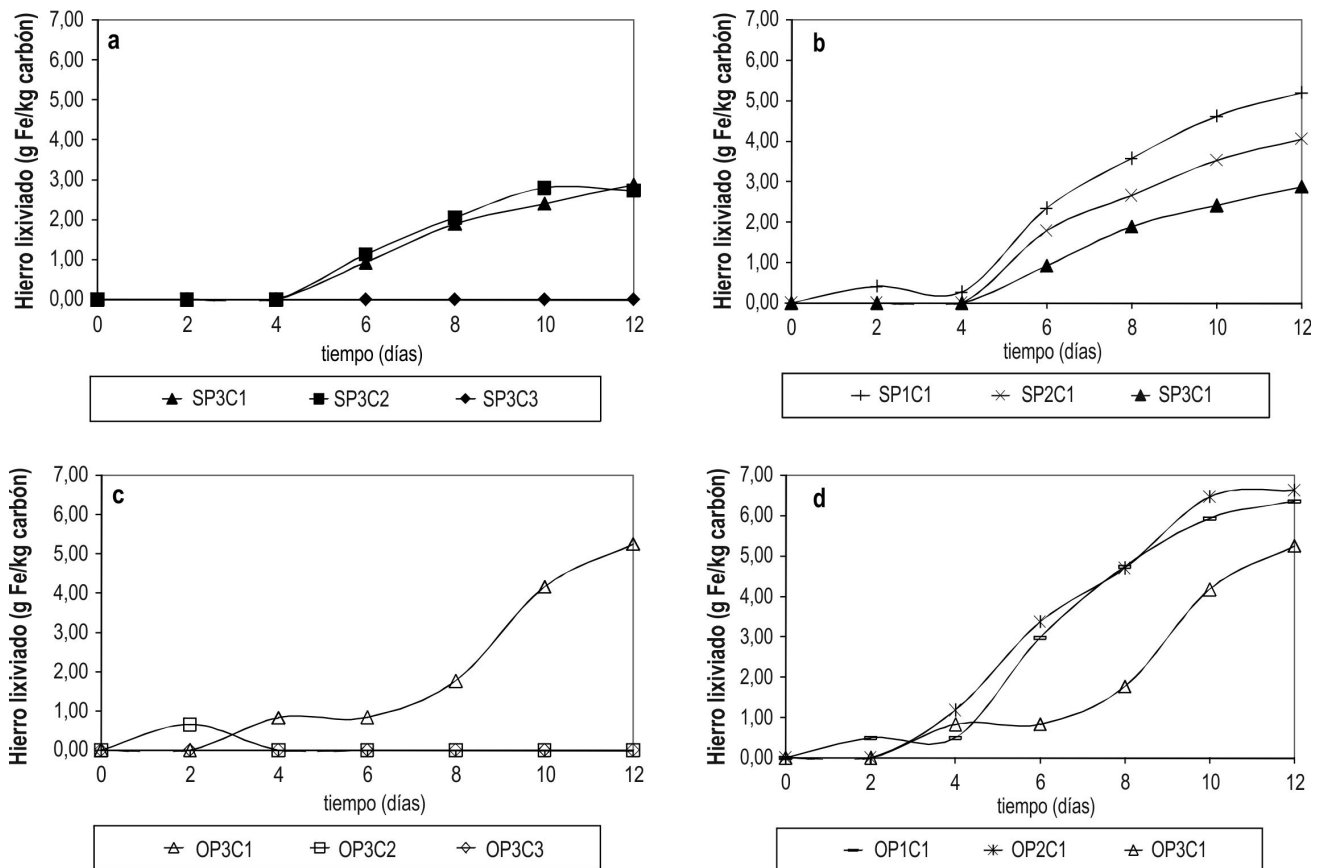 a
7,00
6,00
5,00
4,00
3,00
2,00
1,00
0,00
Hierro lixiviado (g Fe/kg carbón)
0 2 4 6 8 10 12
tiempo (días)
SP3C1 SP3C2 SP3C3
b
7,00
6,00
5,00
4,00
3,00
2,00
1,00
0,00
Hierro lixiviado (g Fe/kg carbón)
0 2 4 6 8 10 12
tiempo (días)
SP1C1 SP2C1 SP3C1
c
7,00
6,00
5,00
4,00
3,00
2,00
1,00
0,00
Hierro lixiviado (g Fe/kg carbón)
0 2 4 6 8 10 12
tiempo (días)
OP3C1 OP3C2 OP3C3
d
7,00
6,00
5,00
4,00
3,00
2,00
1,00
0,00
Hierro lixiviado (g Fe/kg carbón)
0 2 4 6 8 10 12
tiempo (días)
OP1C1 OP2C1 OP3C1